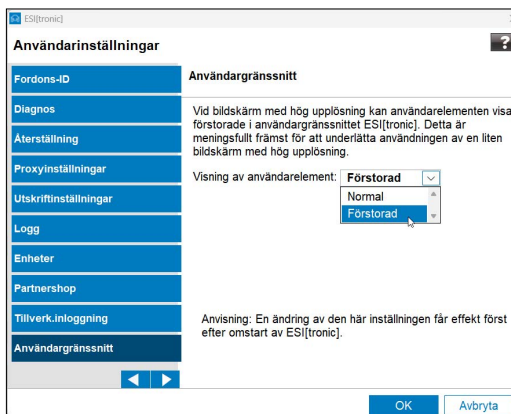 ESI[tronic]
Användarinställningar
?
Fordons-ID
Diagnos
Återställning
Proxyinställningar
Utskriftinställningar
Logg
Enheter
Partnershop
Tillverk.inloggning
Användargränssnitt
Användargränssnitt
Vid bildskärm med hög upplösning kan användarelementen visa
förstorade i användargränssnittet ESI[tronic]. Detta är
meningsfullt främst för att underlätta användningen av en liten
bildskärm med hög upplösning.
Visning av användarelement: Förstorad
Normal
Förstorad
Anvisning: En ändring av den här inställningen får effekt först
efter omstart av ESI[tronic].
OK Avbryta